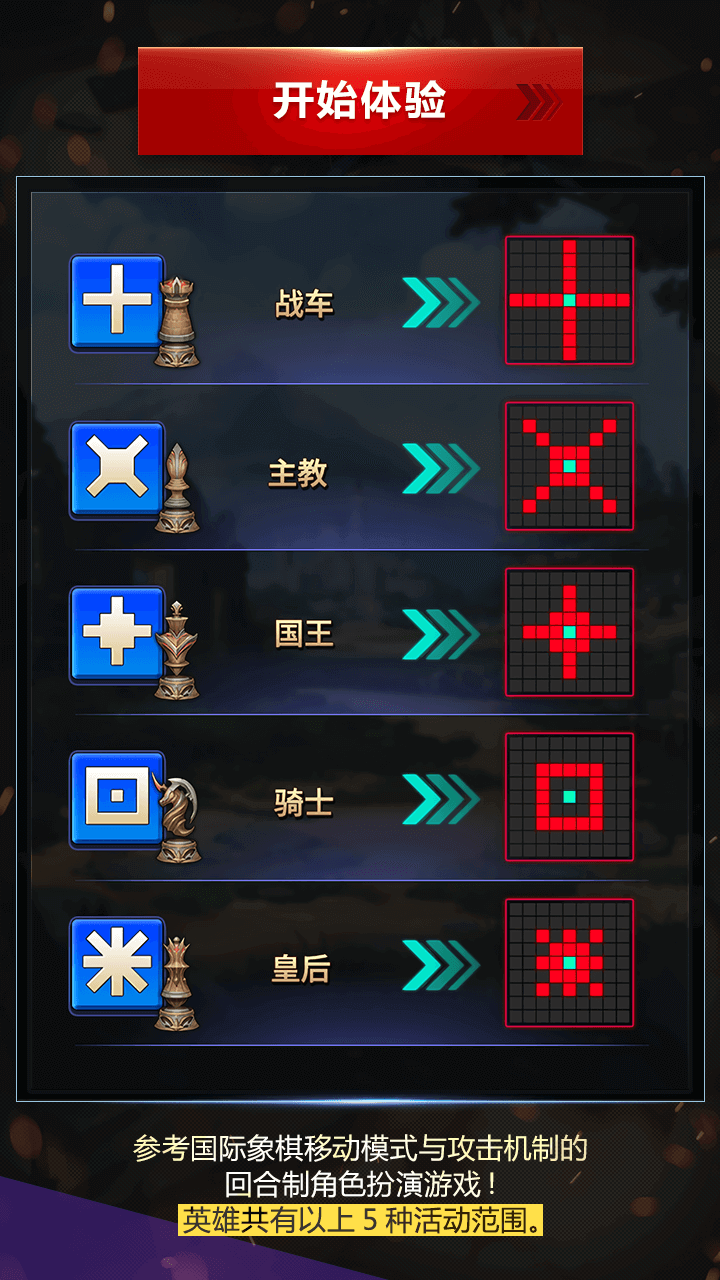 开始体验
战车
主教
国王
骑士
皇后
参考国际象棋移动模式与攻击机制的
回合制角色扮演游戏！
英雄共有以上 5 种活动范围。